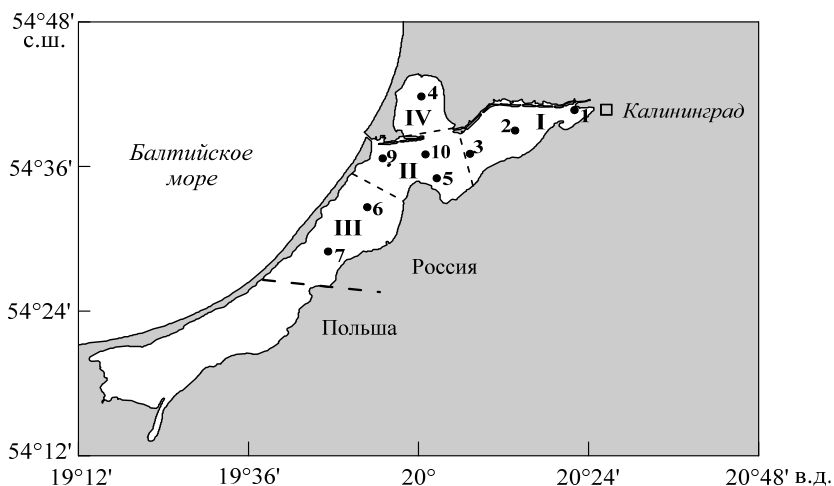 54°48'
с.ш.
4
IV
I
1
Калининград
2
3
Балтийское
море
54°36'
9
10
II
5
6
III
7
Россия
54°24'
Польша
54°12'
19°12'
19°36'
20°
20°24'
20°48' в.д.